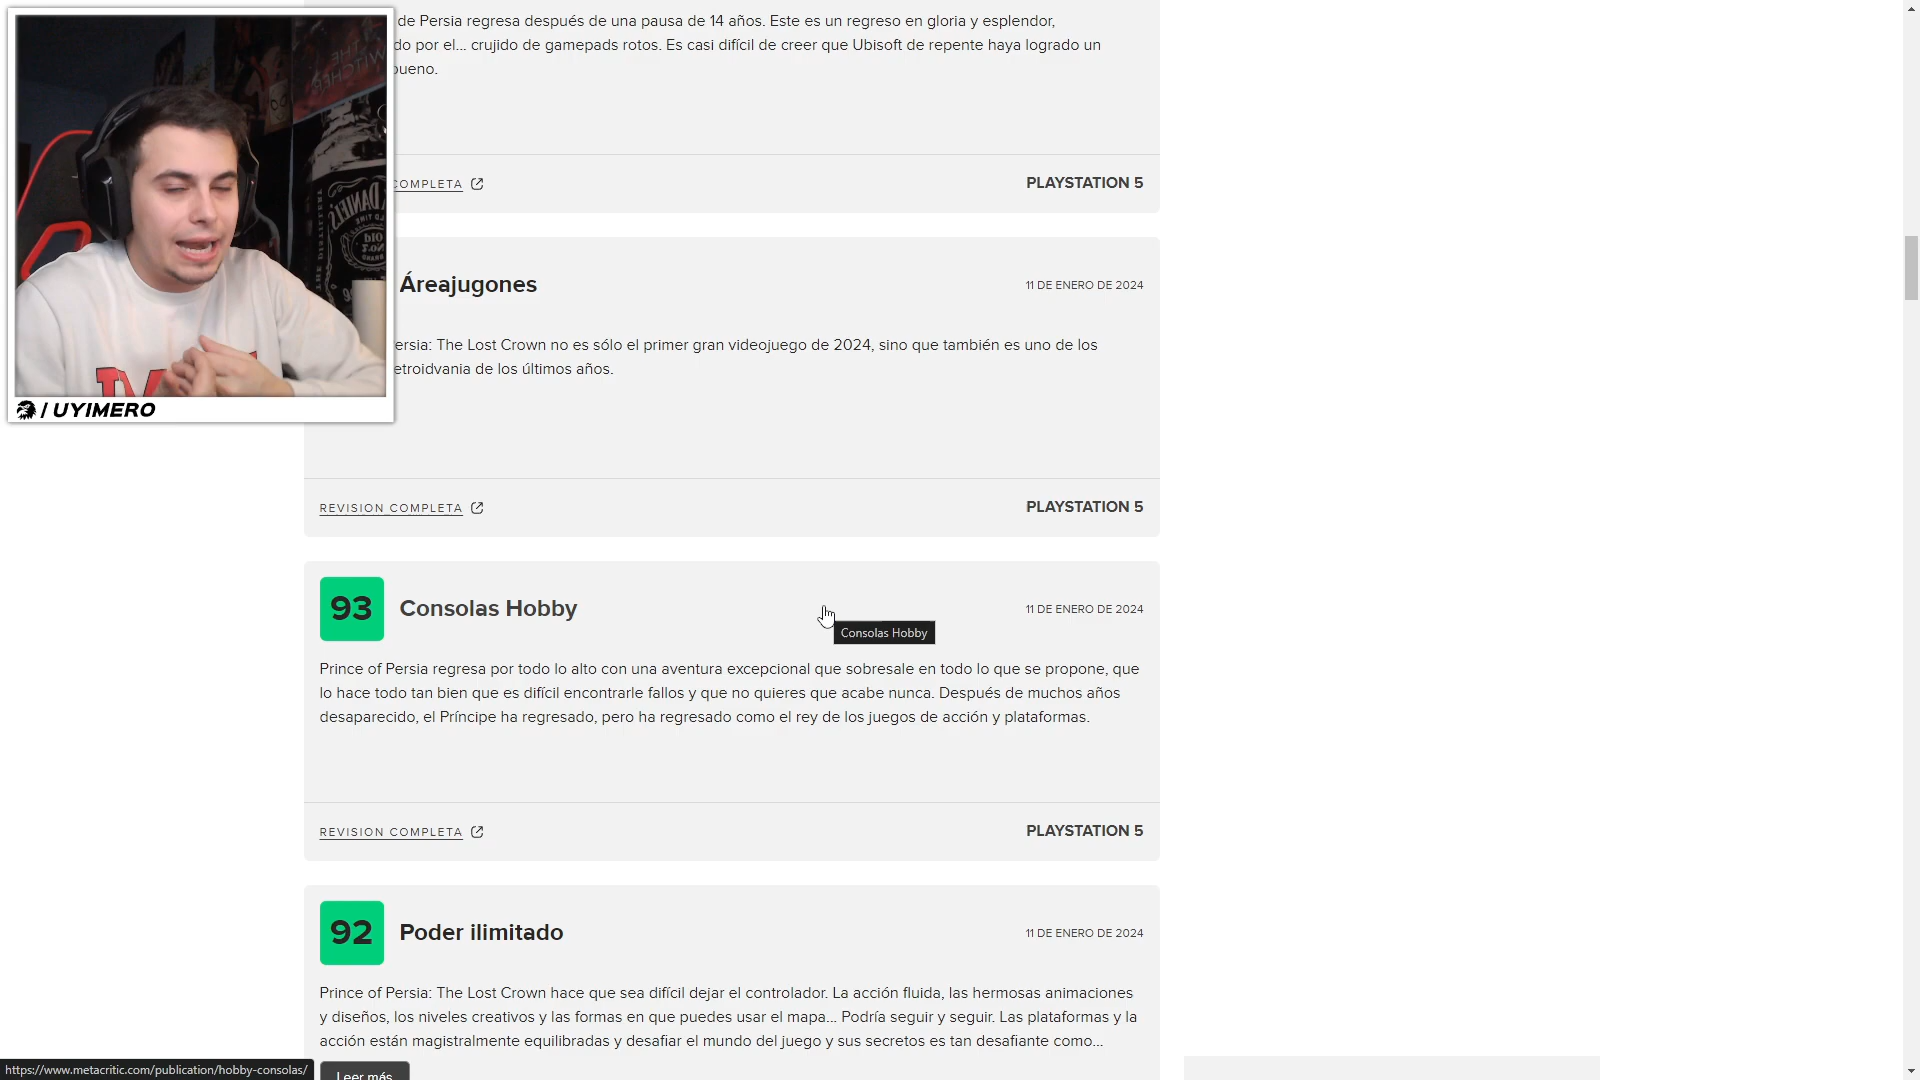 de Persia regresa después de una pausa de 14 años. Este es un regreso en gloria y esplendor,
do por el... crujido de gamepads rotos. Es casi difícil de creer que Ubisoft de repente haya logrado un
bueno.
COMPLETA
PLAYSTATION 5
THE WITCHER
DANIEL'S
Old
No.7
BRAND
/ UYIMERO
Áreajugones
11 DE ENERO DE 2024
ersia: The Lost Crown no es sólo el primer gran videojuego de 2024, sino que también es uno de los
etroidvania de los últimos años.
REVISION COMPLETA
PLAYSTATION 5
93
Consolas Hobby
11 DE ENERO DE 2024
Consolas Hobby
Prince of Persia regresa por todo lo alto con una aventura excepcional que sobresale en todo lo que se propone, que
lo hace todo tan bien que es difícil encontrarle fallos y que no quieres que acabe nunca. Después de muchos años
desaparecido, el Príncipe ha regresado, pero ha regresado como el rey de los juegos de acción y plataformas.
REVISION COMPLETA
PLAYSTATION 5
92
Poder ilimitado
11 DE ENERO DE 2024
Prince of Persia: The Lost Crown hace que sea difícil dejar el controlador. La acción fluida, las hermosas animaciones
y diseños, los niveles creativos y las formas en que puedes usar el mapa... Podría seguir y seguir. Las plataformas y la
acción están magistralmente equilibradas y desafiar el mundo del juego y sus secretos es tan desafiante como...
Leer más
https://www.metacritic.com/publication/hobby-consolas/